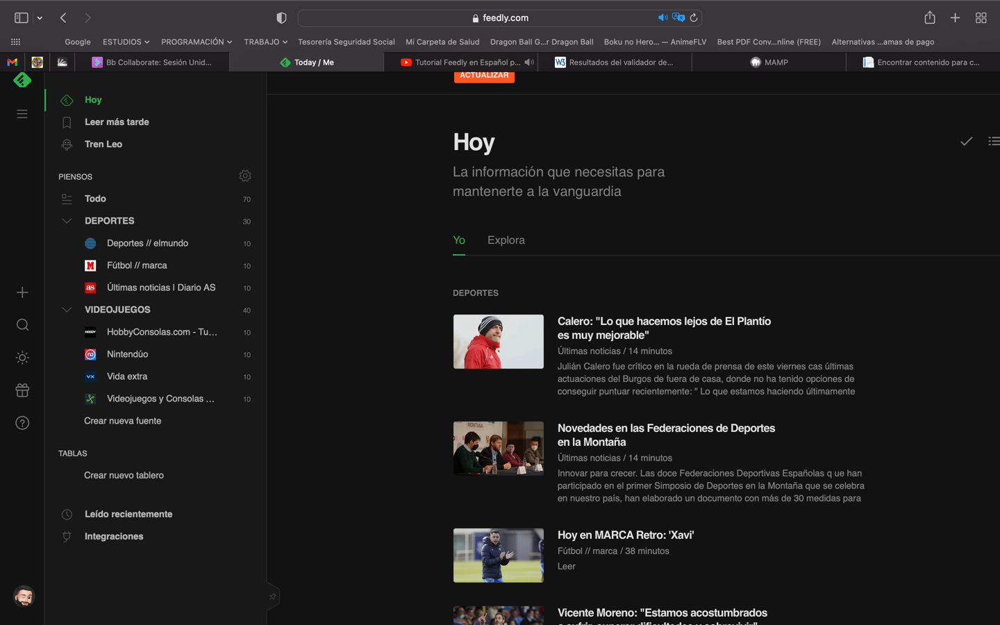 feedly.com
Google
ESTUDIOS
PROGRAMACIÓN
TRABAJO
Tesorería Seguridad Social
Mi Carpeta de Salud
Dragon Ball G...r Dragon Ball
Boku no Hero... — AnimeFLV
Best PDF Conv...nline (FREE)
Alternativas ...amas de pago
Bb Collaborate: Sesión Unid...
Today / Me
Tutorial Feedly en Español p...
W3
Resultados del validador de...
MAMP
Encontrar contenido para c...
ACTUALIZAR
Hoy
Leer más tarde
Tren Leo
PIENSOS
Todo 70
DEPORTES 30
Deportes // elmundo 10
M Fútbol // marca 10
as Últimas noticias | Diario AS 10
VIDEOJUEGOS 40
HOBBY HobbyConsolas.com - Tu... 10
Nintendúo 10
VX Vida extra 10
Videojuegos y Consolas ... 10
Crear nueva fuente
TABLAS
Crear nuevo tablero
Leído recientemente
Integraciones
Hoy
La información que necesitas para
mantenerte a la vanguardia
Yo
Explora
DEPORTES
Calero: "Lo que hacemos lejos de El Plantío
es muy mejorable"
Últimas noticias / 14 minutos
Julián Calero fue crítico en la rueda de prensa de este viernes cas últimas
actuaciones del Burgos de fuera de casa, donde no ha tenido opciones de
conseguir puntuar recientemente: " Lo que estamos haciendo últimamente
MONTAÑA
Novedades en las Federaciones de Deportes
en la Montaña
Últimas noticias / 14 minutos
Innovar para crecer. Las doce Federaciones Deportivas Españolas q ue han
participado en el primer Simposio de Deportes en la Montaña que se celebra
en nuestro país, han elaborado un documento con más de 30 medidas para
Hoy en MARCA Retro: 'Xavi'
Fútbol // marca / 38 minutos
Leer
Vicente Moreno: "Estamos acostumbrados
a sufrir, superar dificultades y sobrevivir"